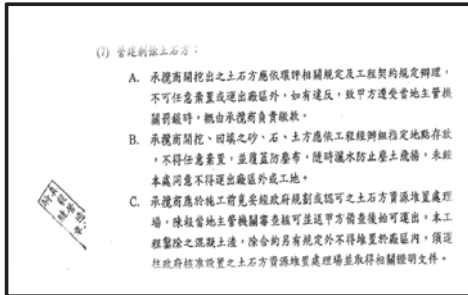 (7) 營建剩餘土石方:
A. 承攬商開挖出之土石方應依環評相關規定及工程契約規定辦理,
不可任意棄置或運出廠區外,如有違反,致甲方遭受當地主管機
關罰鍰時,概由承攬商負責繳款。
B. 承攬商開挖、回填之砂、石、土方應依工程經辦組指定地點存放
,不得任意棄置,並覆蓋防塵布,隨時灑水防止塵土飛揚,未經
本處同意不得運出廠區外或工地。
C. 承攬商應於施工前覓妥經政府規劃或認可之土石方資源堆置處理
場,陳報當地主管機關審查核可並送甲方備查後始可運出。本工
程擊除之混凝土渣,除合約另有規定外不得堆置於廠區內,須運
往政府核准設置之土石方資源堆置處理場並取得相關證明文件。